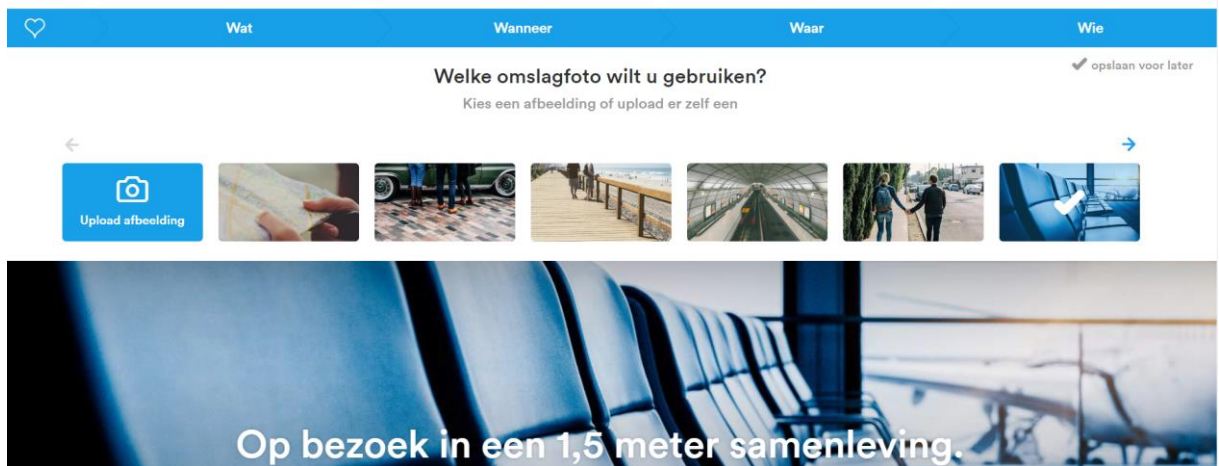 Wat
Wanneer
Waar
Wie
Welke omslagfoto wilt u gebruiken?
opslaan voor later
Kies een afbeelding of upload er zelf een
Upload afbeelding
Op bezoek in een 1,5 meter samenleving.